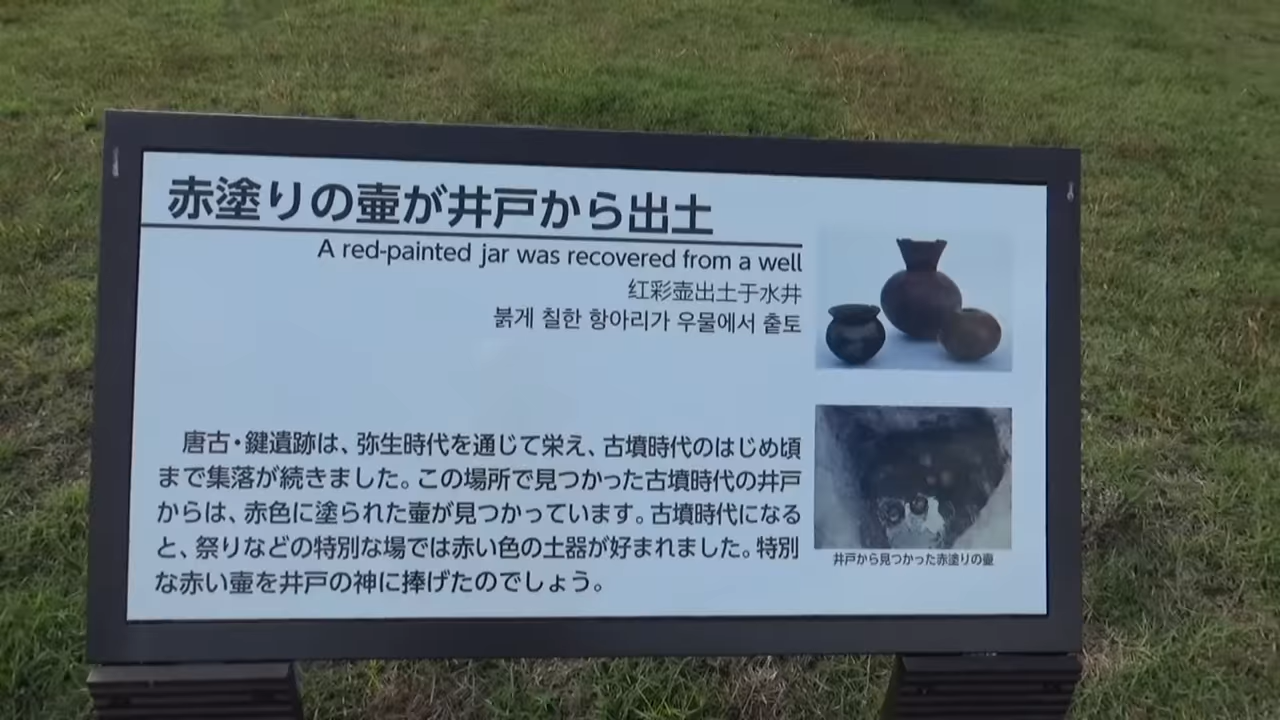 赤塗りの壷が井戸から出土
A red-painted jar was recovered from a well
红彩壶出土于水井
붉게 칠한 항아리가 우물에서 출토
唐古・鍵遺跡は、弥生時代を通じて栄え、古墳時代のはじめ頃
まで集落が続きました。この場所で見つかった古墳時代の井戸
からは、赤色に塗られた壷が見つかっています。古墳時代になる
と、祭りなどの特別な場では赤い色の土器が好まれました。特別
な赤い壷を井戸の神に捧げたのでしょう。
井戸から見つかった赤塗りの壷